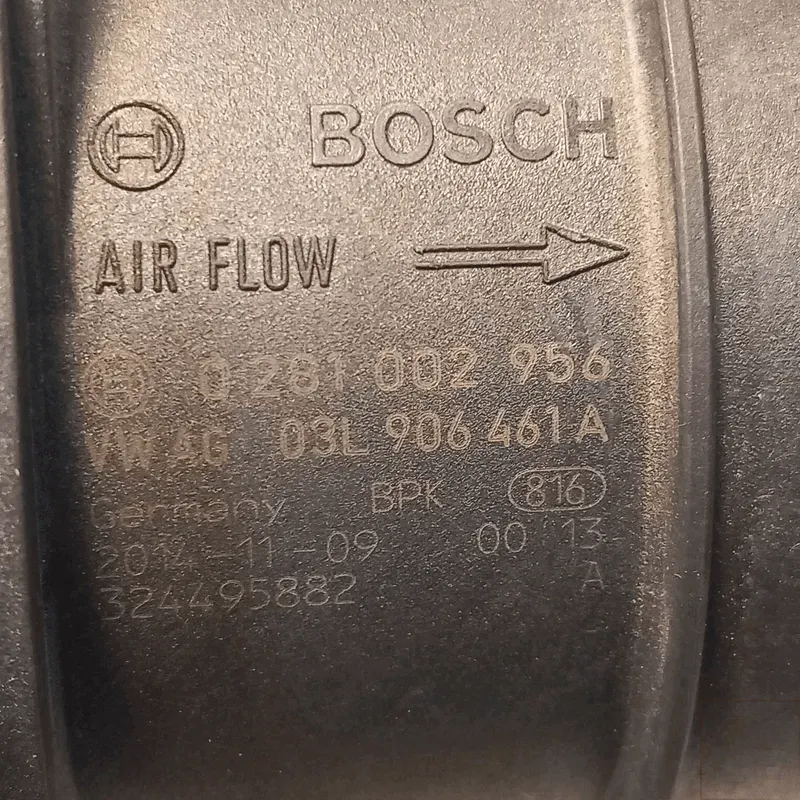 BOSCH
AIR FLOW
0 281 002 956
VW AG 03L 906 461 A
Germany BPK 816
2014-11-09 00 13
324495882 A